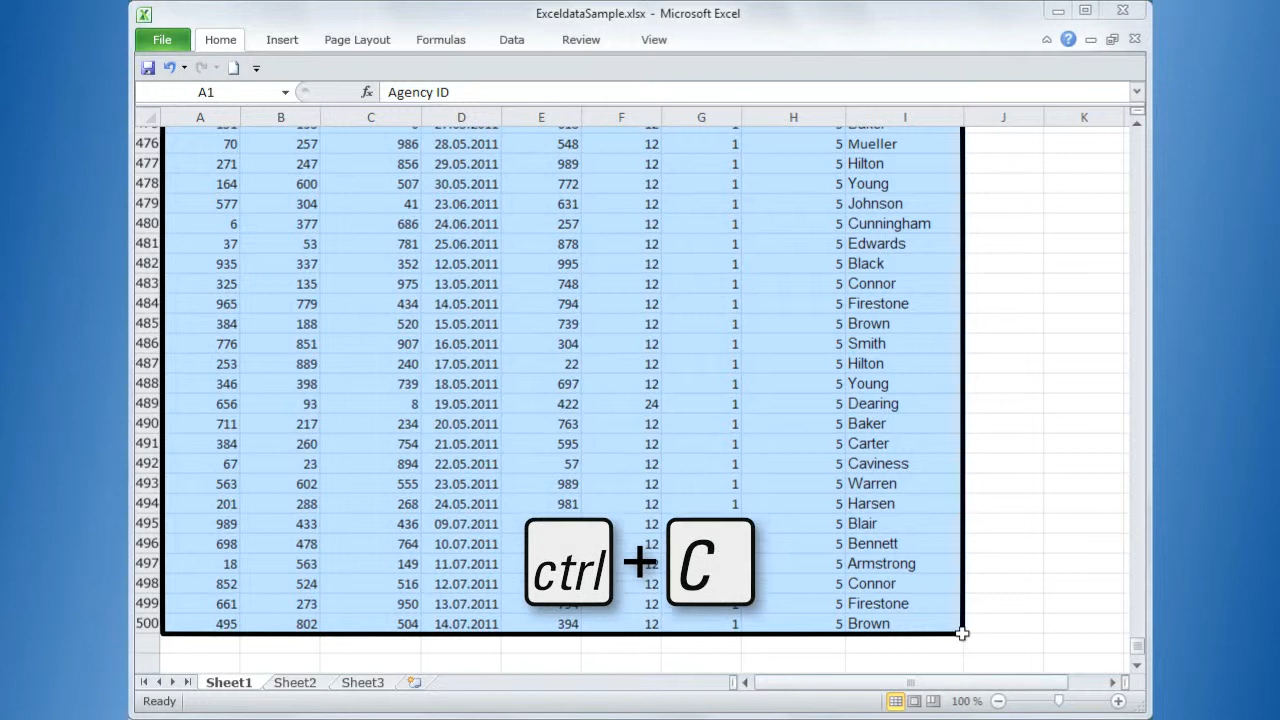 ExceldataSample.xlsx - Microsoft Excel
File Home Insert Page Layout Formulas Data Review View
A1 fx Agency ID
A B C D E F G H I J K
476 70 257 986 28.05.2011 548 12 1 5 Mueller
477 271 247 856 29.05.2011 989 12 1 5 Hilton
478 164 600 507 30.05.2011 772 12 1 5 Young
479 577 304 41 23.06.2011 631 12 1 5 Johnson
480 6 377 686 24.06.2011 257 12 1 5 Cunningham
481 37 53 781 25.06.2011 878 12 1 5 Edwards
482 935 337 352 12.05.2011 995 12 1 5 Black
483 325 135 975 13.05.2011 748 12 1 5 Connor
484 965 779 434 14.05.2011 794 12 1 5 Firestone
485 384 188 520 15.05.2011 739 12 1 5 Brown
486 776 851 907 16.05.2011 304 12 1 5 Smith
487 253 889 240 17.05.2011 22 12 1 5 Hilton
488 346 398 739 18.05.2011 697 12 1 5 Young
489 656 93 8 19.05.2011 422 24 1 5 Dearing
490 711 217 234 20.05.2011 763 12 1 5 Baker
491 384 260 754 21.05.2011 595 12 1 5 Carter
492 67 23 894 22.05.2011 57 12 1 5 Caviness
493 563 602 555 23.05.2011 989 12 1 5 Warren
494 201 288 268 24.05.2011 981 12 1 5 Harsen
495 989 433 436 09.07.2011 12 1 5 Blair
496 698 478 764 10.07.2011 12 5 Bennett
497 18 563 149 11.07.2011 5 Armstrong
498 852 524 516 12.07.2011 12 5 Connor
499 661 273 950 13.07.2011 12 1 5 Firestone
500 495 802 504 14.07.2011 394 12 1 5 Brown
ctrl + C
Sheet1 Sheet2 Sheet3
Ready 100 %